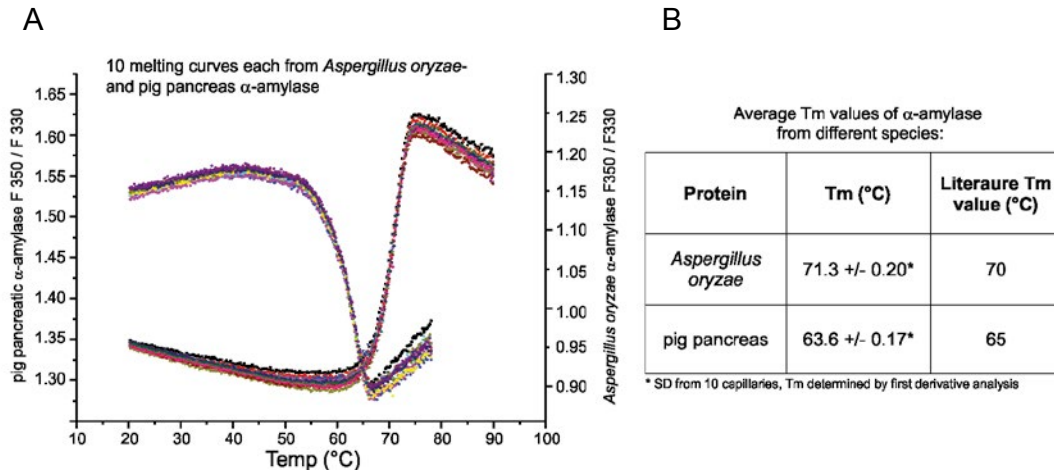 A
10 melting curves each from Aspergillus oryzae-
and pig pancreas α-amylase
pig pancreatic α-amylase F 350 / F 330
1.65
1.60
1.55
1.50
1.45
1.40
1.35
1.30
1.30
1.25
1.20
1.15
1.10
1.05
1.00
0.95
0.90
Aspergillus oryzae α-amylase F350 / F330
10 20 30 40 50 60 70 80 90 100
Temp (°C)
B
Average Tm values of α-amylase
from different species:
Protein Tm (°C) Literaure Tm
value (°C)
Aspergillus
oryzae 71.3 +/- 0.20* 70
pig pancreas 63.6 +/- 0.17* 65
* SD from 10 capillaries, Tm determined by first derivative analysis